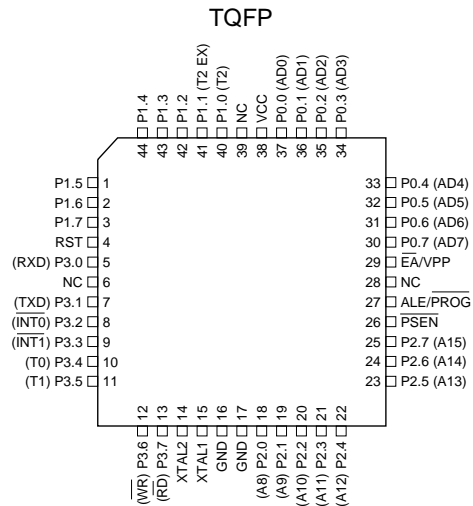 TQFP
P1.4
P1.3
P1.2
P1.1 (T2 EX)
P1.0 (T2)
NC
VCC
P0.0 (AD0)
P0.1 (AD1)
P0.2 (AD2)
P0.3 (AD3)
44
43
42
41
40
39
38
37
36
35
34
P1.5 1
P1.6 2
P1.7 3
RST 4
(RXD) P3.0 5
NC 6
(TXD) P3.1 7
(INT0) P3.2 8
(INT1) P3.3 9
(T0) P3.4 10
(T1) P3.5 11
33 P0.4 (AD4)
32 P0.5 (AD5)
31 P0.6 (AD6)
30 P0.7 (AD7)
29 EA/VPP
28 NC
27 ALE/PROG
26 PSEN
25 P2.7 (A15)
24 P2.6 (A14)
23 P2.5 (A13)
12
13
14
15
16
17
18
19
20
21
22
(WR) P3.6
(RD) P3.7
XTAL2
XTAL1
GND
GND
(A8) P2.0
(A9) P2.1
(A10) P2.2
(A11) P2.3
(A12) P2.4